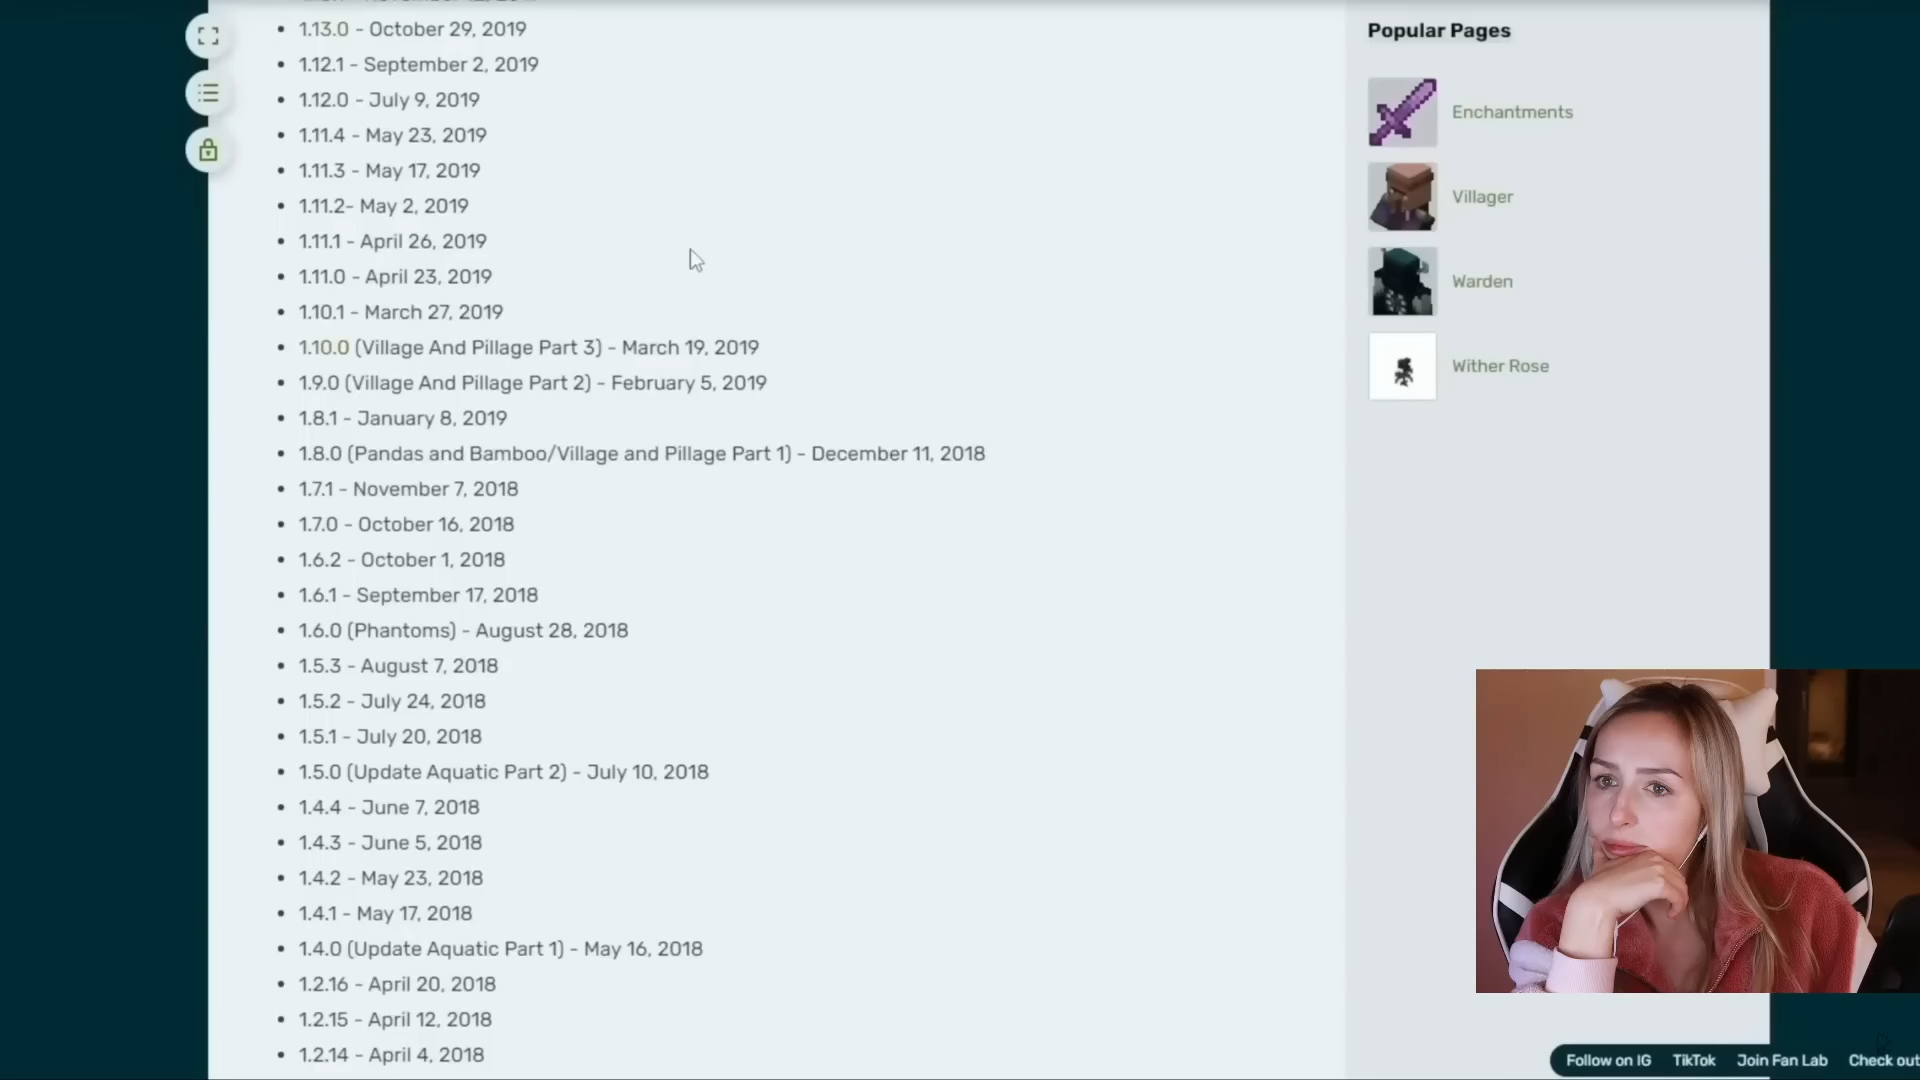 1.13.0 - October 29, 2019
1.12.1 - September 2, 2019
1.12.0 - July 9, 2019
1.11.4 - May 23, 2019
1.11.3 - May 17, 2019
1.11.2- May 2, 2019
1.11.1 - April 26, 2019
1.11.0 - April 23, 2019
1.10.1 - March 27, 2019
1.10.0 (Village And Pillage Part 3) - March 19, 2019
1.9.0 (Village And Pillage Part 2) - February 5, 2019
1.8.1 - January 8, 2019
1.8.0 (Pandas and Bamboo/Village and Pillage Part 1) - December 11, 2018
1.7.1 - November 7, 2018
1.7.0 - October 16, 2018
1.6.2 - October 1, 2018
1.6.1 - September 17, 2018
1.6.0 (Phantoms) - August 28, 2018
1.5.3 - August 7, 2018
1.5.2 - July 24, 2018
1.5.1 - July 20, 2018
1.5.0 (Update Aquatic Part 2) - July 10, 2018
1.4.4 - June 7, 2018
1.4.3 - June 5, 2018
1.4.2 - May 23, 2018
1.4.1 - May 17, 2018
1.4.0 (Update Aquatic Part 1) - May 16, 2018
1.2.16 - April 20, 2018
1.2.15 - April 12, 2018
1.2.14 - April 4, 2018
Popular Pages
Enchantments
Villager
Warden
Wither Rose
Follow on IG TikTok Join Fan Lab Check out